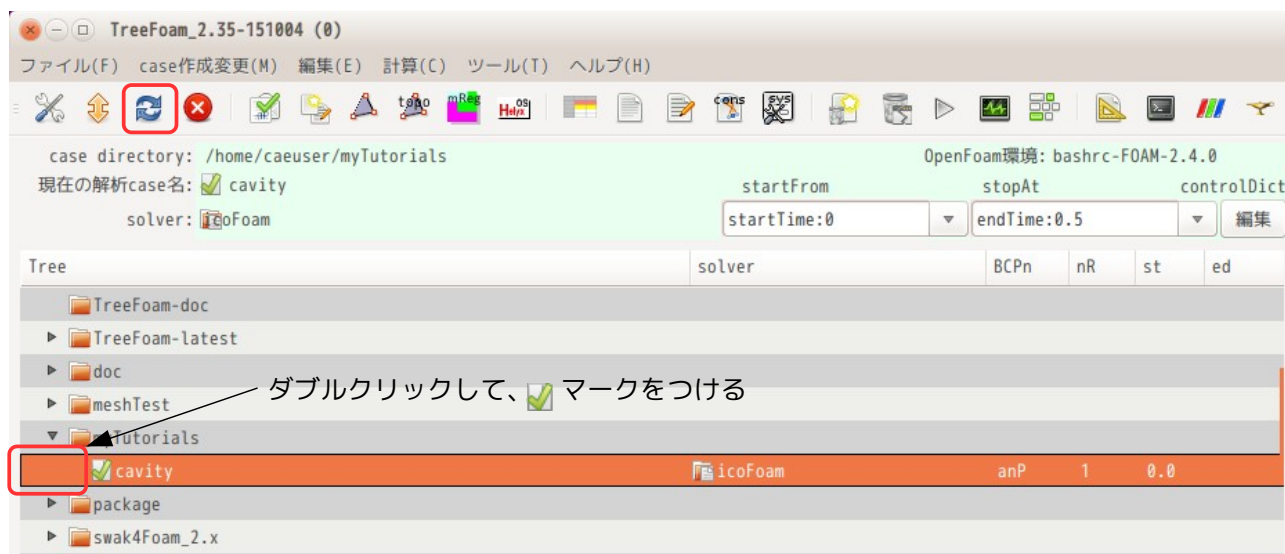 TreeFoam_2.35-151004 (0)
ファイル(F) case作成変更(M) 編集(E) 計算(C) ツール(T) ヘルプ(H)
topo mReg Helyx OS cons SYS
case directory: /home/caeuser/myTutorials OpenFoam環境: bashrc-FOAM-2.4.0
現在の解析case名: cavity startFrom stopAt controlDict
solver: icoFoam startTime:0 endTime:0.5 編集
Tree solver BCPn nR st ed
TreeFoam-doc
TreeFoam-latest
doc
ダブルクリックして、 マークをつける
meshTest
myTutorials
cavity icoFoam anP 1 0.0
package
swak4Foam_2.x